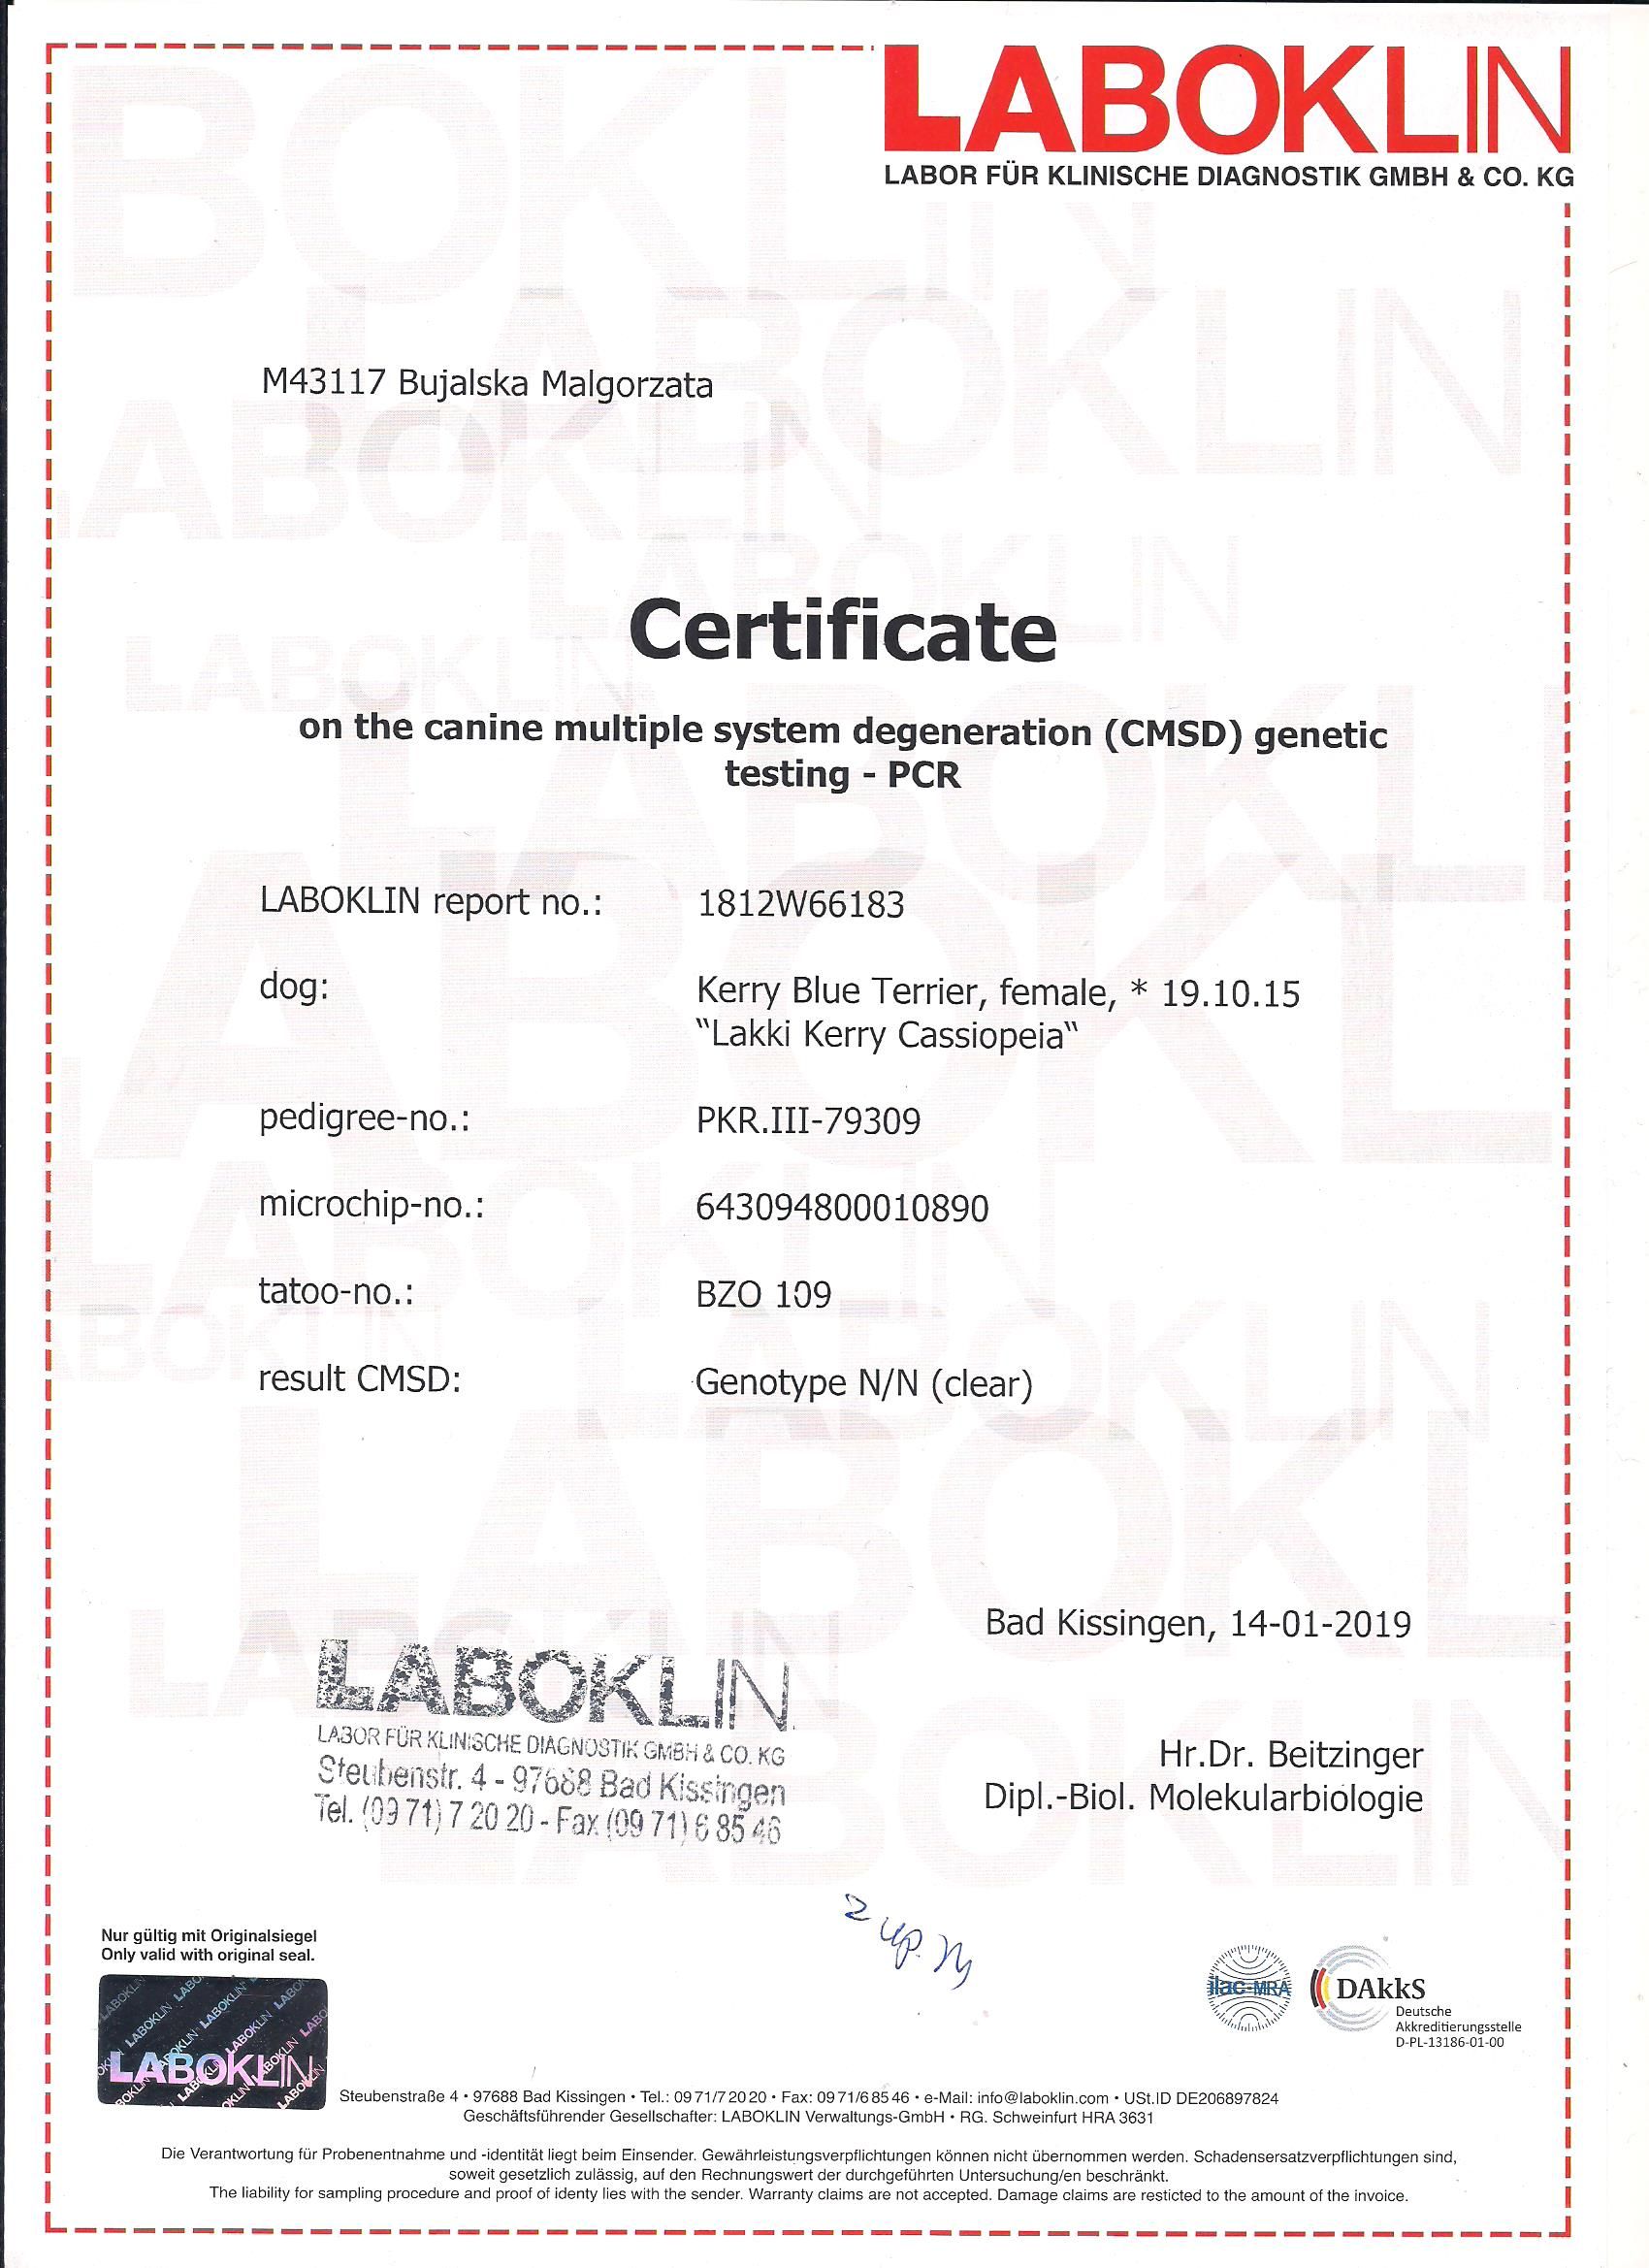 LABOKLIN
LABOR FÜR KLINISCHE DIAGNOSTIK GMBH & CO. KG
M43117 Bujalska Malgorzata
Certificate
on the canine multiple system degeneration (CMSD) genetic
testing - PCR
LABOKLIN report no.: 1812W66183
dog: Kerry Blue Terrier, female, * 19.10.15
"Lakki Kerry Cassiopeia"
pedigree-no.: PKR.III-79309
microchip-no.: 643094800010890
tatoo-no.: BZO 109
result CMSD: Genotype N/N (clear)
Bad Kissingen, 14-01-2019
LABOKLIN
LABOR FÜR KLINISCHE DIAGNOSTIK GMBH & CO. KG
Steubenstr. 4 - 97688 Bad Kissingen
Tel. (09 71) 7 20 20 - Fax (09 71) 6 85 46
Hr.Dr. Beitzinger
Dipl.-Biol. Molekularbiologie
Nur gültig mit Originalsiegel
Only valid with original seal.
LABOKLIN
ilac-MRA
DAkkS
Deutsche
Akkreditierungsstelle
D-PL-13186-01-00
Steubenstraße 4 • 97688 Bad Kissingen • Tel.: 09 71/7 20 20 • Fax: 09 71/6 85 46 • e-Mail: info@laboklin.com • USt.ID DE206897824
Geschäftsführender Gesellschafter: LABOKLIN Verwaltungs-GmbH • RG. Schweinfurt HRA 3631
Die Verantwortung für Probenentnahme und -identität liegt beim Einsender. Gewährleistungsverpflichtungen können nicht übernommen werden. Schadensersatzverpflichtungen sind,
soweit gesetzlich zulässig, auf den Rechnungswert der durchgeführten Untersuchung/en beschränkt.
The liability for sampling procedure and proof of identy lies with the sender. Warranty claims are not accepted. Damage claims are resticted to the amount of the invoice.